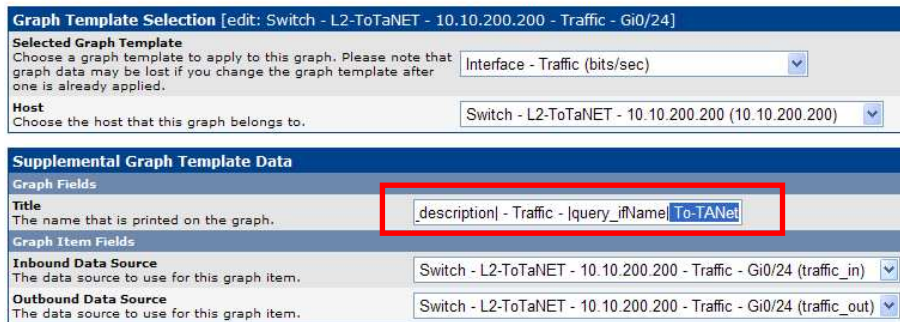 Graph Template Selection [edit: Switch - L2-ToTaNET - 10.10.200.200 - Traffic - Gi0/24]
Selected Graph Template
Choose a graph template to apply to this graph. Please note that
graph data may be lost if you change the graph template after
one is already applied.
Interface - Traffic (bits/sec)
Host
Choose the host that this graph belongs to.
Switch - L2-ToTaNET - 10.10.200.200 (10.10.200.200)
Supplemental Graph Template Data
Graph Fields
Title
The name that is printed on the graph.
_description| - Traffic - |query_ifName| To-TANet
Graph Item Fields
Inbound Data Source
The data source to use for this graph item.
Switch - L2-ToTaNET - 10.10.200.200 - Traffic - Gi0/24 (traffic_in)
Outbound Data Source
The data source to use for this graph item.
Switch - L2-ToTaNET - 10.10.200.200 - Traffic - Gi0/24 (traffic_out)